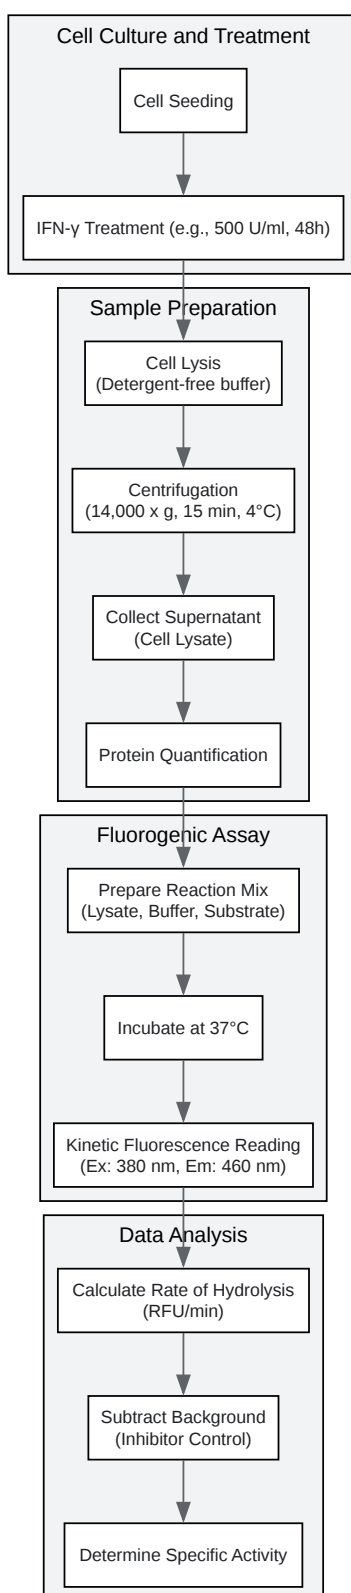 Cell Culture and Treatment
Cell Seeding
IFN-γ Treatment (e.g., 500 U/ml, 48h)
Sample Preparation
Cell Lysis
(Detergent-free buffer)
Centrifugation
(14,000 x g, 15 min, 4°C)
Collect Supernatant
(Cell Lysate)
Protein Quantification
Fluorogenic Assay
Prepare Reaction Mix
(Lysate, Buffer, Substrate)
Incubate at 37°C
Kinetic Fluorescence Reading
(Ex: 380 nm, Em: 460 nm)
Data Analysis
Calculate Rate of Hydrolysis
(RFU/min)
Subtract Background
(Inhibitor Control)
Determine Specific Activity